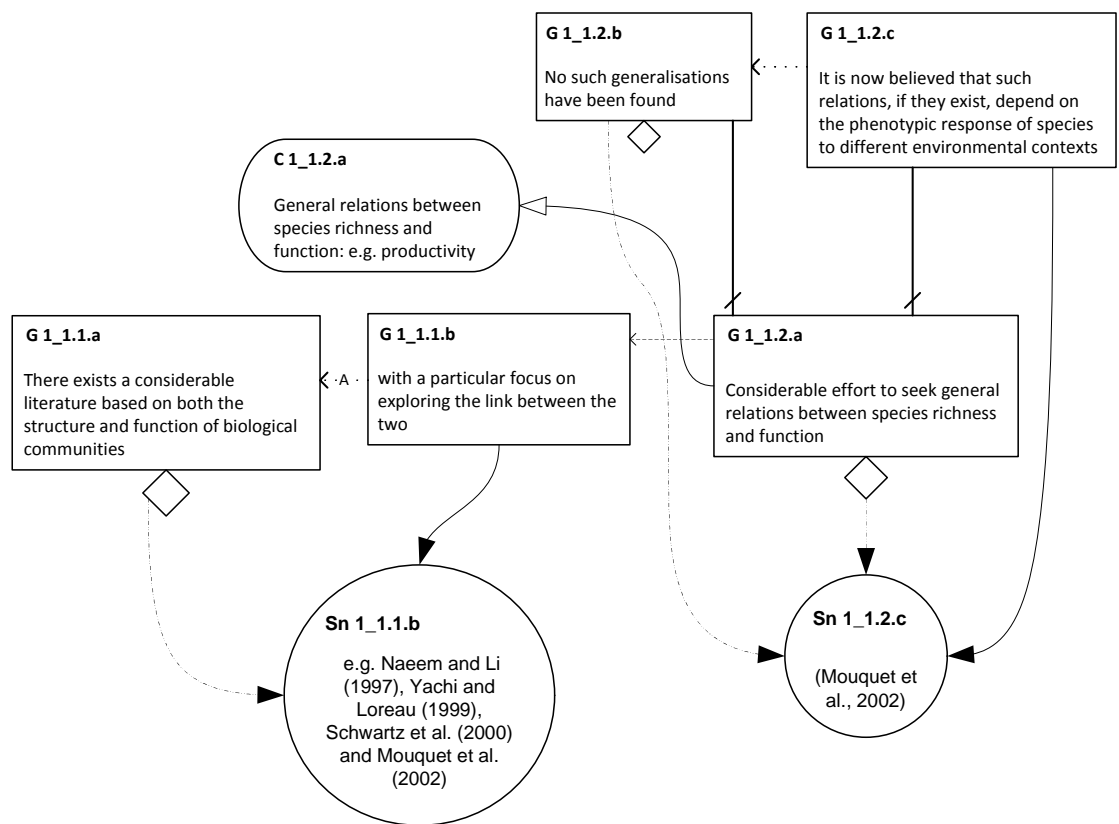 G 1_1.2.b
No such generalisations
have been found
G 1_1.2.c
It is now believed that such
relations, if they exist, depend on
the phenotypic response of species
to different environmental contexts
C 1_1.2.a
General relations between
species richness and
function: e.g. productivity
G 1_1.1.a
There exists a considerable
literature based on both the
structure and function of biological
communities
A
G 1_1.1.b
with a particular focus on
exploring the link between the
two
G 1_1.2.a
Considerable effort to seek general
relations between species richness
and function
Sn 1_1.1.b
e.g. Naeem and Li
(1997), Yachi and
Loreau (1999),
Schwartz et al. (2000)
and Mouquet et al.
(2002)
Sn 1_1.2.c
(Mouquet et
al., 2002)